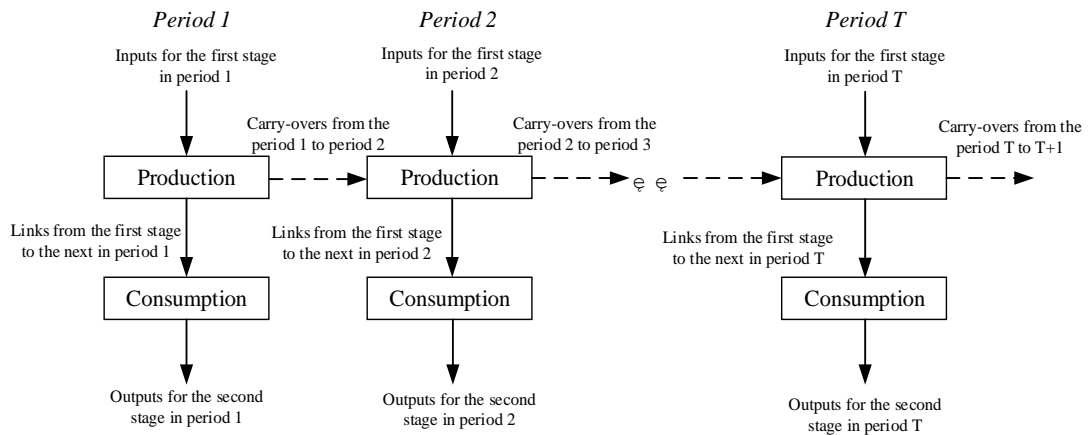 Period 1
Inputs for the first stage
in period 1
Production
Links from the first stage
to the next in period 1
Consumption
Outputs for the second
stage in period 1
Carry-overs from the
period 1 to period 2
Period 2
Inputs for the first stage
in period 2
Production
Links from the first stage
to the next in period 2
Consumption
Outputs for the second
stage in period 2
Carry-overs from the
period 2 to period 3
Period T
Inputs for the first stage
in period T
Production
Links from the first stage
to the next in period T
Consumption
Outputs for the second
stage in period T
Carry-overs from the
period T to T+1